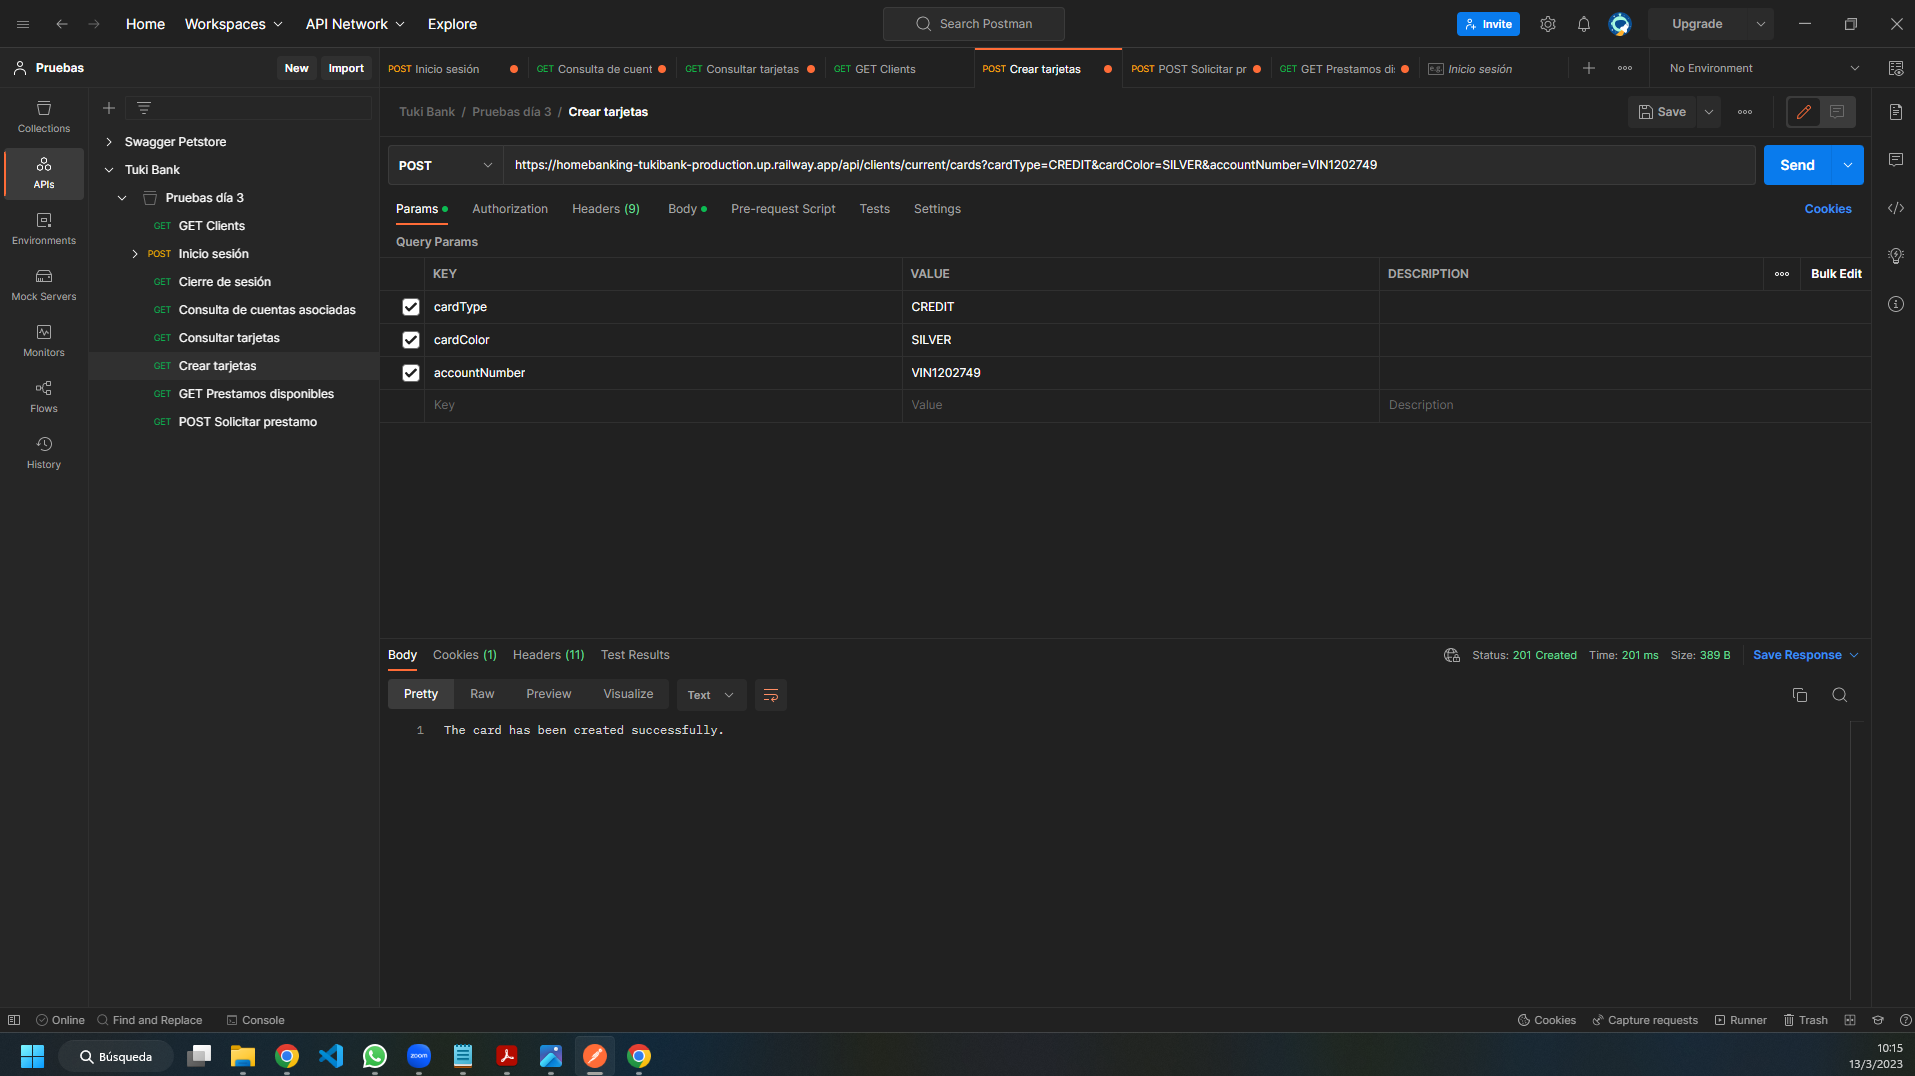 Home Workspaces API Network Explore Search Postman Invite Upgrade
Pruebas New Import
POST Inicio sesión GET Consulta de cuent GET Consultar tarjetas GET GET Clients POST Crear tarjetas POST POST Solicitar pr GET GET Prestamos di e.g. Inicio sesión No Environment
Collections
APIs
Environments
Mock Servers
Monitors
Flows
History
Swagger Petstore
Tuki Bank
Pruebas día 3
GET GET Clients
POST Inicio sesión
GET Cierre de sesión
GET Consulta de cuentas asociadas
GET Consultar tarjetas
GET Crear tarjetas
GET GET Prestamos disponibles
GET POST Solicitar prestamo
Tuki Bank / Pruebas día 3 / Crear tarjetas Save
POST https://homebanking-tukibank-production.up.railway.app/api/clients/current/cards?cardType=CREDIT&cardColor=SILVER&accountNumber=VIN1202749 Send
Params Authorization Headers (9) Body Pre-request Script Tests Settings Cookies
Query Params
KEY VALUE DESCRIPTION Bulk Edit
cardType CREDIT
cardColor SILVER
accountNumber VIN1202749
Key Value Description
Body Cookies (1) Headers (11) Test Results Status: 201 Created Time: 201 ms Size: 389 B Save Response
Pretty Raw Preview Visualize Text
1 The card has been created successfully.
Online Find and Replace Console Cookies Capture requests Runner Trash
Búsqueda zoom 10:15
13/3/2023